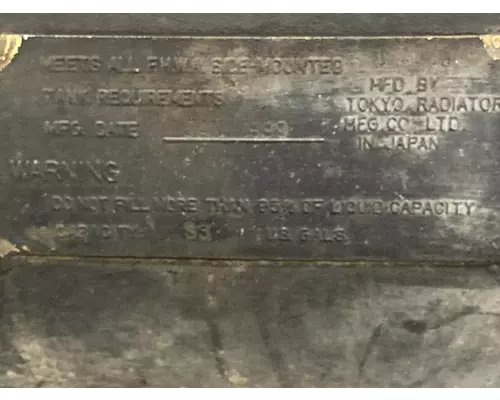 MEETS ALL F.H.W.A. SIDE-MOUNTED
TANK REQUIREMENTS
MFG. DATE
MFD BY
TOKYO RADIATOR
MFG. CO. LTD.
IN JAPAN
WARNING
DO NOT FILL MORE THAN 95% OF LIQUID CAPACITY
CAPACITY 33 U.S. GALS.